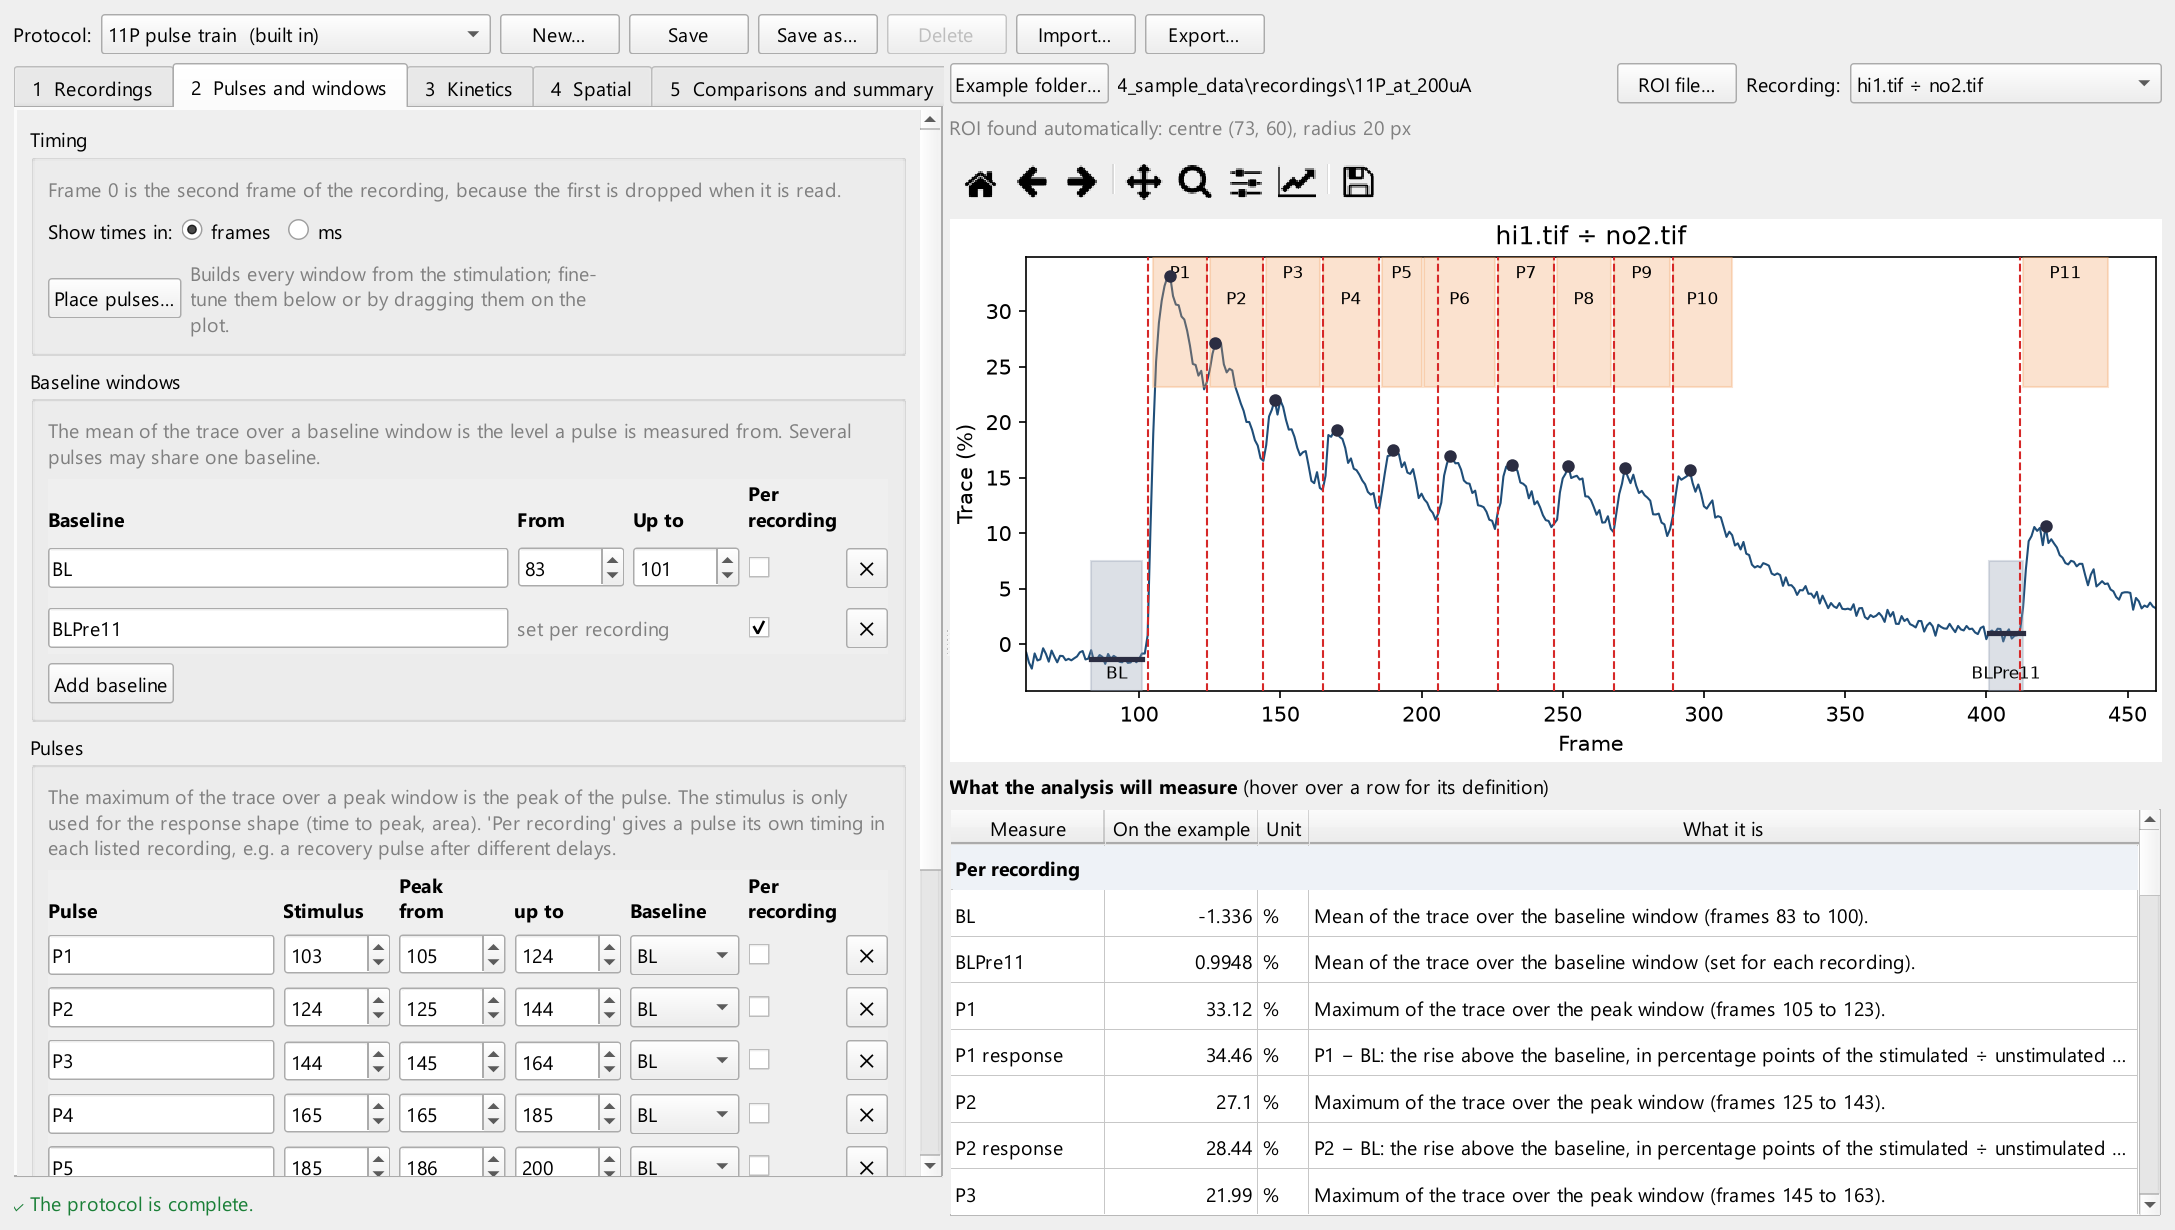 Protocol: 11P pulse train (built in) New... Save Save as... Delete Import... Export...
1 Recordings 2 Pulses and windows 3 Kinetics 4 Spatial 5 Comparisons and summary
Timing
Frame 0 is the second frame of the recording, because the first is dropped when it is read.
Show times in: frames ms
Place pulses...
Builds every window from the stimulation; fine-
tune them below or by dragging them on the
plot.
Baseline windows
The mean of the trace over a baseline window is the level a pulse is measured from. Several
pulses may share one baseline.
Baseline From Up to Per recording
BL 83 101
BLPre11 set per recording
Add baseline
Pulses
The maximum of the trace over a peak window is the peak of the pulse. The stimulus is only
used for the response shape (time to peak, area). 'Per recording' gives a pulse its own timing in
each listed recording, e.g. a recovery pulse after different delays.
Pulse Stimulus Peak from up to Baseline Per recording
P1 103 105 124 BL
P2 124 125 144 BL
P3 144 145 164 BL
P4 165 165 185 BL
P5 185 186 200 BL
✓ The protocol is complete.
Example folder... 4_sample_data\recordings\11P_at_200uA ROI file... Recording: hi1.tif ÷ no2.tif
ROI found automatically: centre (73, 60), radius 20 px
hi1.tif ÷ no2.tif
P1 P3 P5 P7 P9 P11
P2 P4 P6 P8 P10
30
25
20
15
10
5
0
Trace (%)
BL BLPre11
100 150 200 250 300 350 400 450
Frame
What the analysis will measure (hover over a row for its definition)
Measure On the example Unit What it is
Per recording
BL -1.336 % Mean of the trace over the baseline window (frames 83 to 100).
BLPre11 0.9948 % Mean of the trace over the baseline window (set for each recording).
P1 33.12 % Maximum of the trace over the peak window (frames 105 to 123).
P1 response 34.46 % P1 − BL: the rise above the baseline, in percentage points of the stimulated ÷ unstimulated ...
P2 27.1 % Maximum of the trace over the peak window (frames 125 to 143).
P2 response 28.44 % P2 − BL: the rise above the baseline, in percentage points of the stimulated ÷ unstimulated ...
P3 21.99 % Maximum of the trace over the peak window (frames 145 to 163).